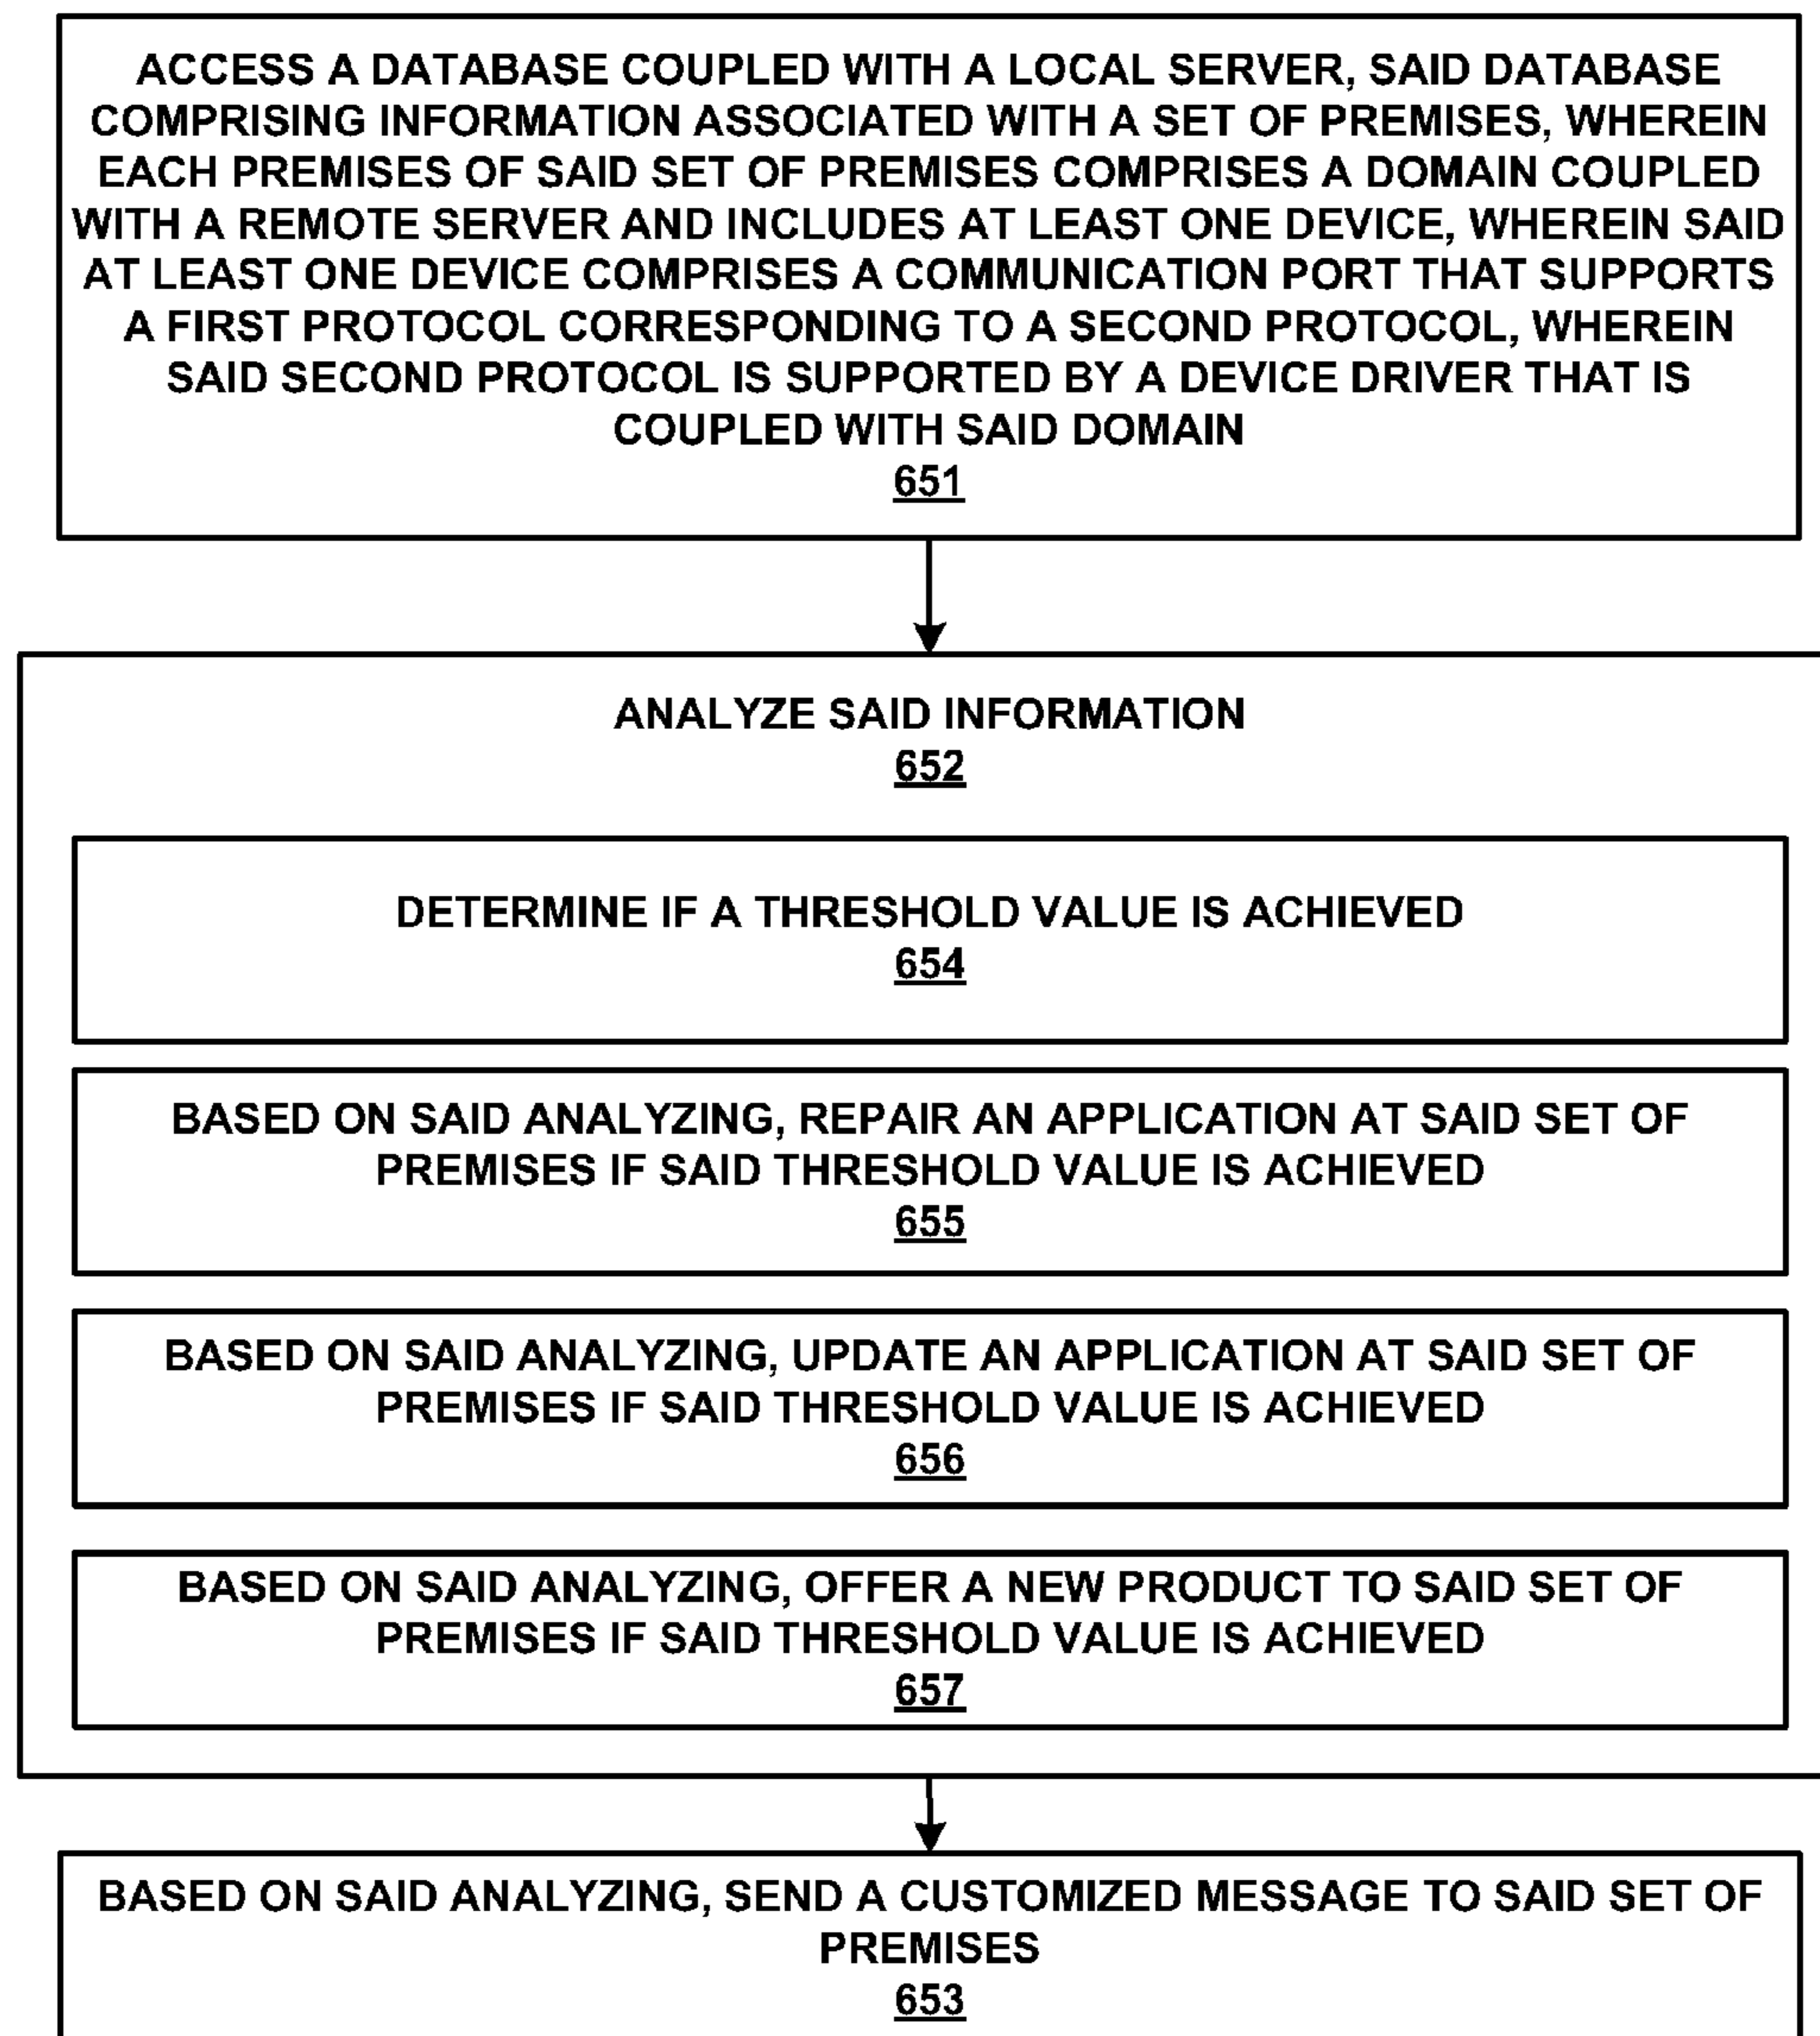 ACCESS A DATABASE COUPLED WITH A LOCAL SERVER, SAID DATABASE
COMPRISING INFORMATION ASSOCIATED WITH A SET OF PREMISES, WHEREIN
EACH PREMISES OF SAID SET OF PREMISES COMPRISES A DOMAIN COUPLED
WITH A REMOTE SERVER AND INCLUDES AT LEAST ONE DEVICE, WHEREIN SAID
AT LEAST ONE DEVICE COMPRISES A COMMUNICATION PORT THAT SUPPORTS
A FIRST PROTOCOL CORRESPONDING TO A SECOND PROTOCOL, WHEREIN
SAID SECOND PROTOCOL IS SUPPORTED BY A DEVICE DRIVER THAT IS
COUPLED WITH SAID DOMAIN
651
ANALYZE SAID INFORMATION
652
DETERMINE IF A THRESHOLD VALUE IS ACHIEVED
654
BASED ON SAID ANALYZING, REPAIR AN APPLICATION AT SAID SET OF
PREMISES IF SAID THRESHOLD VALUE IS ACHIEVED
655
BASED ON SAID ANALYZING, UPDATE AN APPLICATION AT SAID SET OF
PREMISES IF SAID THRESHOLD VALUE IS ACHIEVED
656
BASED ON SAID ANALYZING, OFFER A NEW PRODUCT TO SAID SET OF
PREMISES IF SAID THRESHOLD VALUE IS ACHIEVED
657
BASED ON SAID ANALYZING, SEND A CUSTOMIZED MESSAGE TO SAID SET OF
PREMISES
653